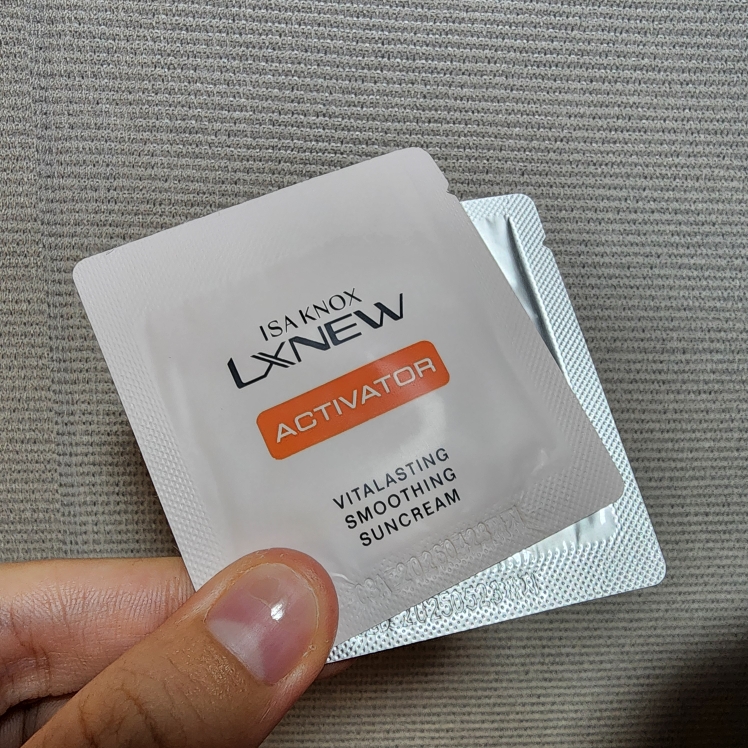 ISA KNOX
LXNEW
ACTIVATOR
VITALASTING
SMOOTHING
SUNCREAM